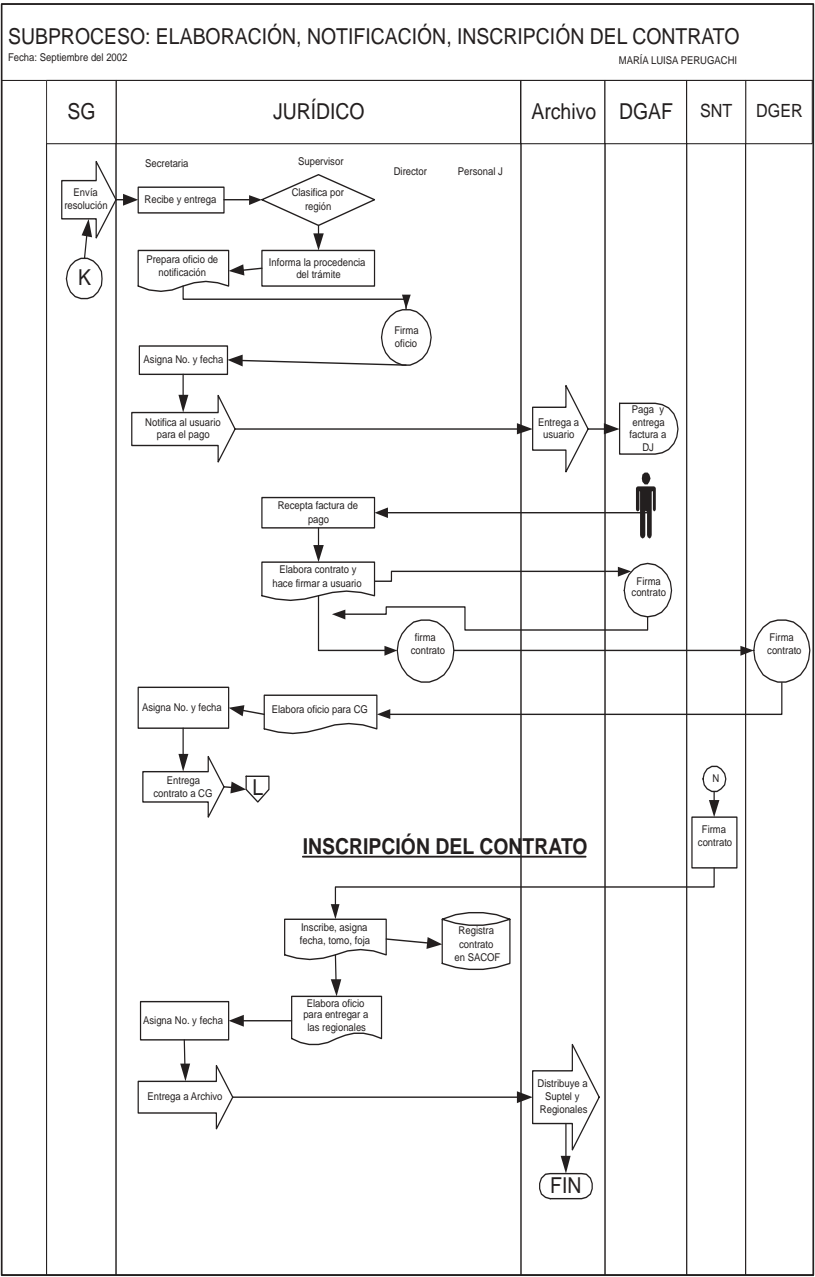 SUBPROCESO: ELABORACIÓN, NOTIFICACIÓN, INSCRIPCIÓN DEL CONTRATO
Fecha: Septiembre del 2002
MARÍA LUISA PERUGACHI
SG
JURÍDICO
Archivo
DGAF
SNT
DGER
Secretaria
Supervisor
Director
Personal J
Envía
resolución
Recibe y entrega
Clasifica por
región
K
Prepara oficio de
notificación
Informa la procedencia
del trámite
Firma
oficio
Asigna No. y fecha
Notifica al usuario
para el pago
Entrega a
usuario
Paga y
entrega
factura a
DJ
Recepta factura de
pago
Elabora contrato y
hace firmar a usuario
Firma
contrato
firma
contrato
Firma
contrato
Asigna No. y fecha
Elabora oficio para CG
Entrega
contrato a CG
L
N
Firma
contrato
INSCRIPCIÓN DEL CONTRATO
Inscribe, asigna
fecha, tomo, foja
Registra
contrato
en SACOF
Elabora oficio
para entregar a
las regionales
Asigna No. y fecha
Entrega a Archivo
Distribuye a
Suptel y
Regionales
FIN